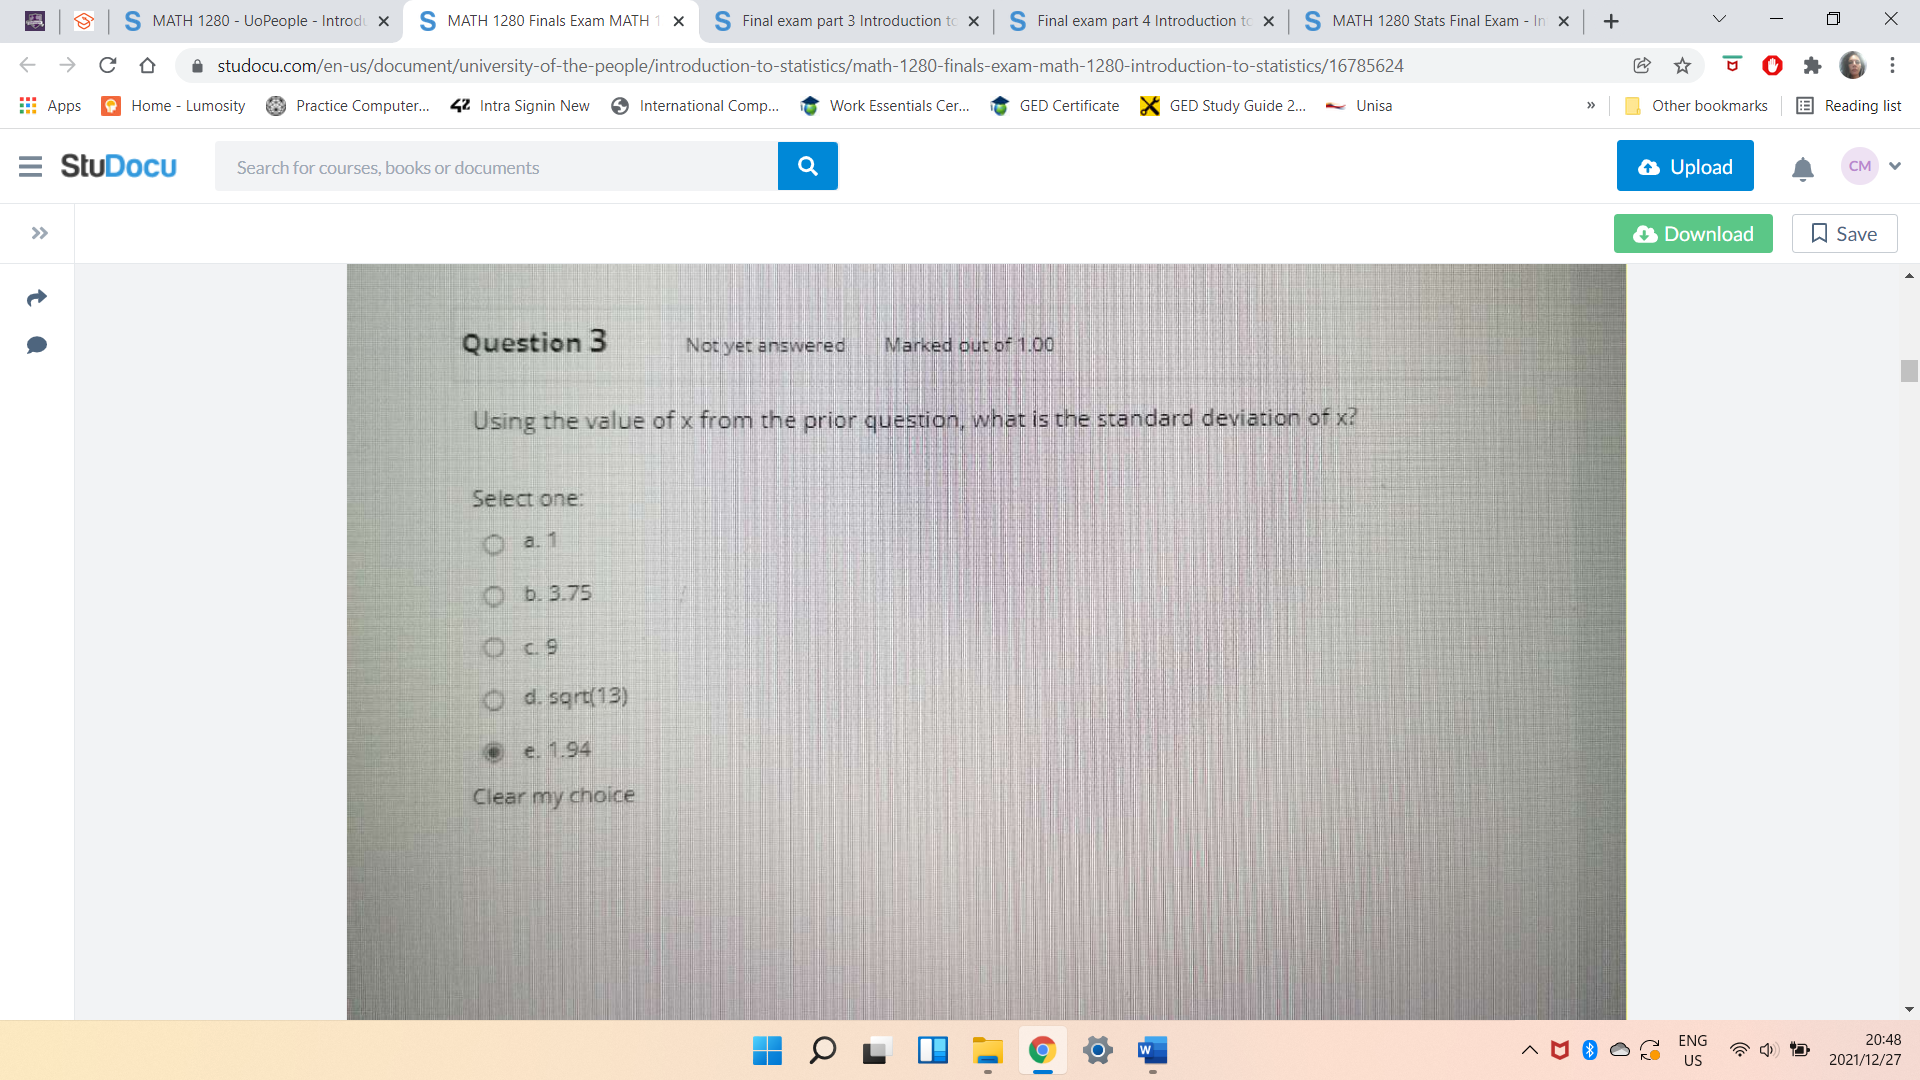 MATH 1280 - UoPeople - Introdu
MATH 1280 Finals Exam MATH 1
Final exam part 3 Introduction to
Final exam part 4 Introduction to
MATH 1280 Stats Final Exam - In
studocu.com/en-us/document/university-of-the-people/introduction-to-statistics/math-1280-finals-exam-math-1280-introduction-to-statistics/16785624
Apps
Home - Lumosity
Practice Computer...
Intra Signin New
International Comp...
Work Essentials Cer...
GED Certificate
GED Study Guide 2...
Unisa
»
Other bookmarks
Reading list
StuDocu
Search for courses, books or documents
Upload
CM
Download
Save
Question 3 Not yet answered Marked out of 1.00
Using the value of x from the prior question, what is the standard deviation of x?
Select one:
a. 1
b. 3.75
c. 9
d. sqrt(13)
e. 1.94
Clear my choice
ENG
US
20:48
2021/12/27